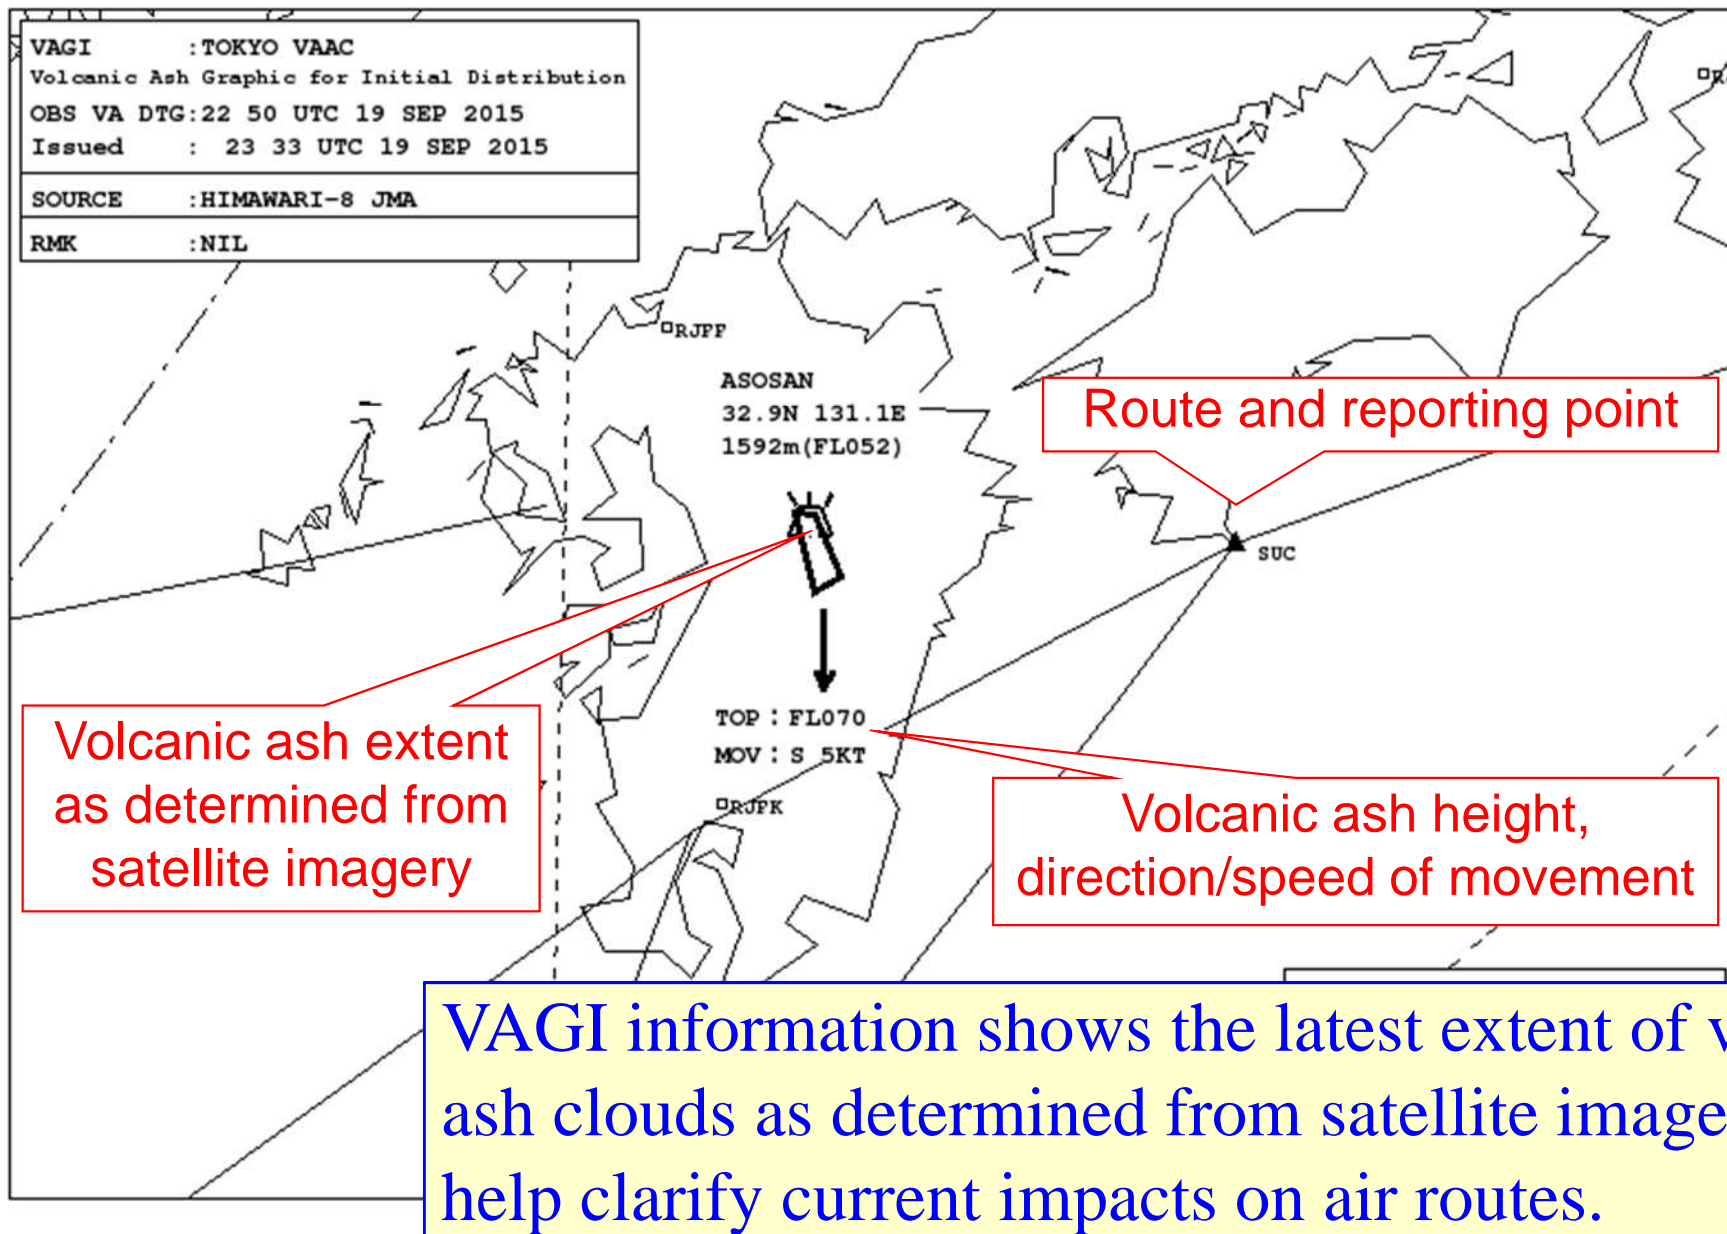 VAGI :TOKYO VAAC
Volcanic Ash Graphic for Initial Distribution
OBS VA DTG:22 50 UTC 19 SEP 2015
Issued : 23 33 UTC 19 SEP 2015
SOURCE :HIMAWARI-8 JMA
RMK :NIL
RJFF
ASOSAN
32.9N 131.1E
1592m(FL052)
Route and reporting point
SUC
Volcanic ash extent
as determined from
satellite imagery
TOP : FL070
MOV : S 5KT
RJFK
Volcanic ash height,
direction/speed of movement
VAGI information shows the latest extent of
ash clouds as determined from satellite
help clarify current impacts on air routes.